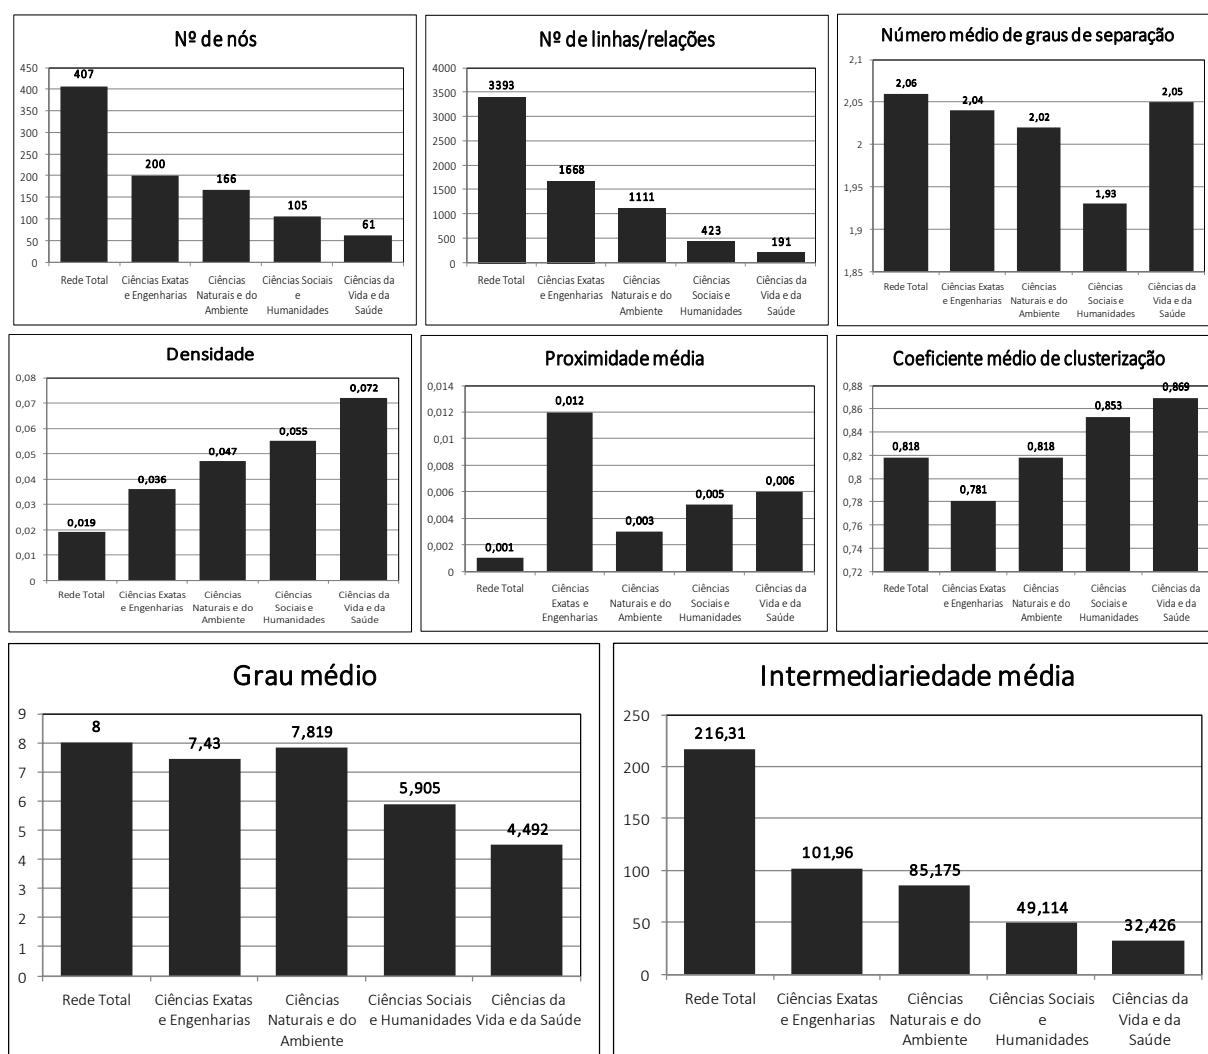 Nº de nós
450
400
350
300
250
200
150
100
50
0
407
200
166
105
61
Rede Total
Ciências Exatas
e Engenharias
Ciências
Naturais e do
Ambiente
Ciências Sociais
e
Humanidades
Ciências da
Vida e da
Saúde
Nº de linhas/relações
4000
3500
3000
2500
2000
1500
1000
500
0
3393
1668
1111
423
191
Rede Total
Ciências Exatas
e Engenharias
Ciências
Naturais e do
Ambiente
Ciências
Sociais e
Humanidades
Ciências da
Vida e da
Saúde
Número médio de graus de separação
2,1
2,05
2
1,95
1,9
1,85
2,06
2,04
2,02
1,93
2,05
Rede Total
Ciências Exatas
e Engenharias
Ciências
Naturais e do
Ambiente
Ciências
Sociais e
Humanidades
Ciências da
Vida e da
Saúde
Densidade
0,08
0,07
0,06
0,05
0,04
0,03
0,02
0,01
0
0,019
0,036
0,047
0,055
0,072
Rede Total
Ciências Exatas
e Engenharias
Ciências
Naturais e do
Ambiente
Ciências
Sociais e
Humanidades
Ciências da
Vida e da
Saúde
Proximidade média
0,014
0,012
0,01
0,008
0,006
0,004
0,002
0
0,001
0,012
0,003
0,005
0,006
Rede Total
Ciências
Exatas e
Engenharias
Ciências
Naturais e do
Ambiente
Ciências
Sociais e
Humanidades
Ciências da
Vida e da
Saúde
Coeficiente médio de clusterização
0,88
0,86
0,84
0,82
0,8
0,78
0,76
0,74
0,72
0,818
0,781
0,818
0,853
0,869
Rede Total
Ciências Exatas
e Engenharias
Ciências
Naturais e do
Ambiente
Ciências
Sociais e
Humanidades
Ciências da
Vida e da
Saúde
Grau médio
9
8
7
6
5
4
3
2
1
0
8
7,43
7,819
5,905
4,492
Rede Total
Ciências Exatas
e Engenharias
Ciências
Naturais e do
Ambiente
Ciências Sociais
e Humanidades
Ciências da
Vida e da Saúde
Intermediariedade média
250
200
150
100
50
0
216,31
101,96
85,175
49,114
32,426
Rede Total
Ciências Exatas
e Engenharias
Ciências
Naturais e do
Ambiente
Ciências Sociais
e
Humanidades
Ciências da
Vida e da
Saúde